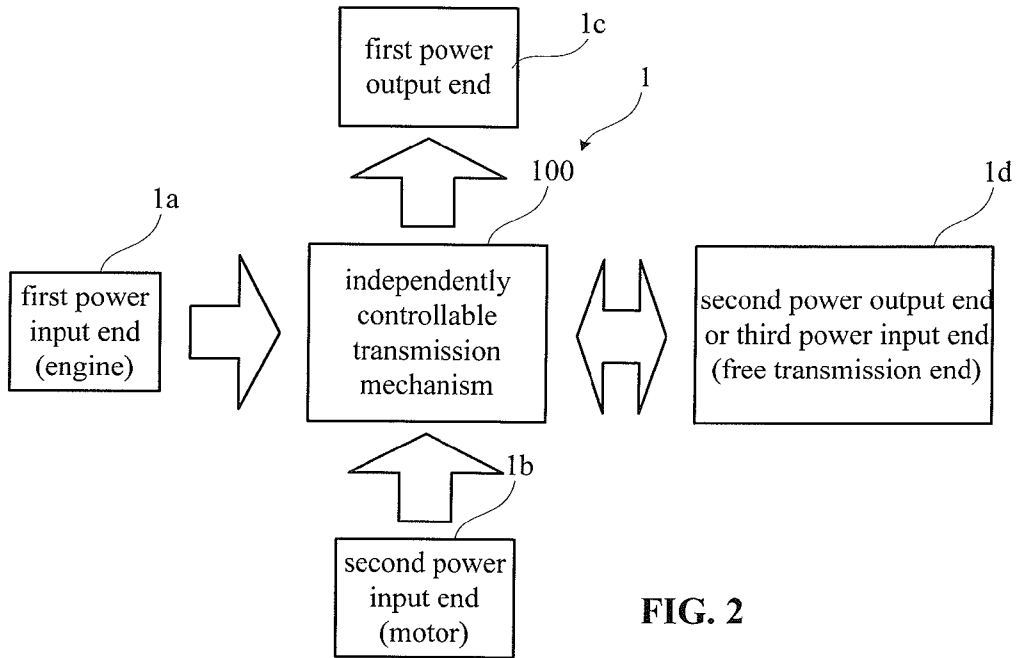 1c
first power
output end
1
100
1d
1a
first power
input end
(engine)
independently
controllable
transmission
mechanism
second power output end
or third power input end
(free transmission end)
1b
second power
input end
(motor)
FIG. 2